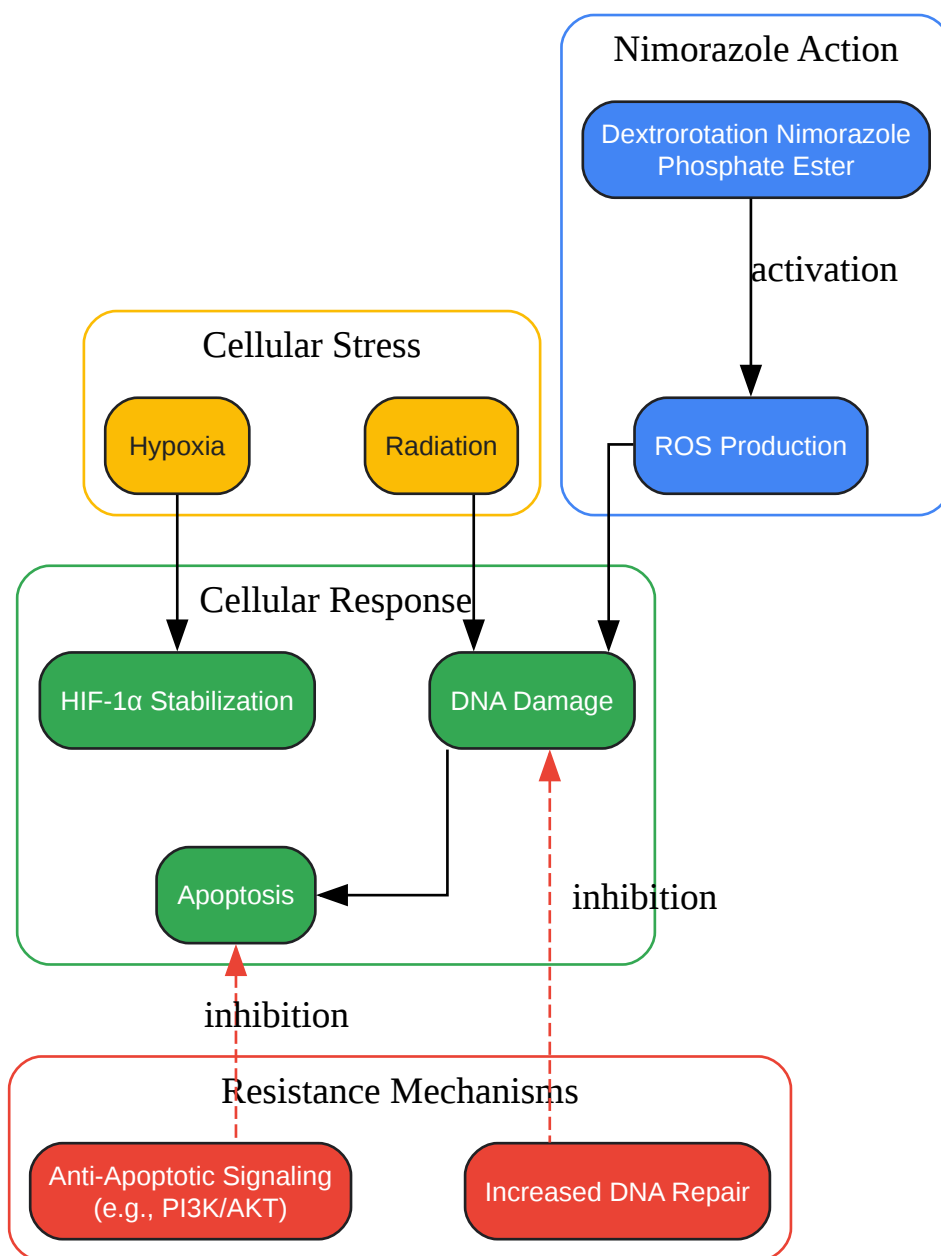 Nimorazole Action
Dextrorotation Nimorazole
Phosphate Ester
activation
Cellular Stress
Hypoxia
Radiation
ROS Production
Cellular Response
HIF-1α Stabilization
DNA Damage
Apoptosis
inhibition
inhibition
Resistance Mechanisms
Anti-Apoptotic Signaling
(e.g., PI3K/AKT)
Increased DNA Repair